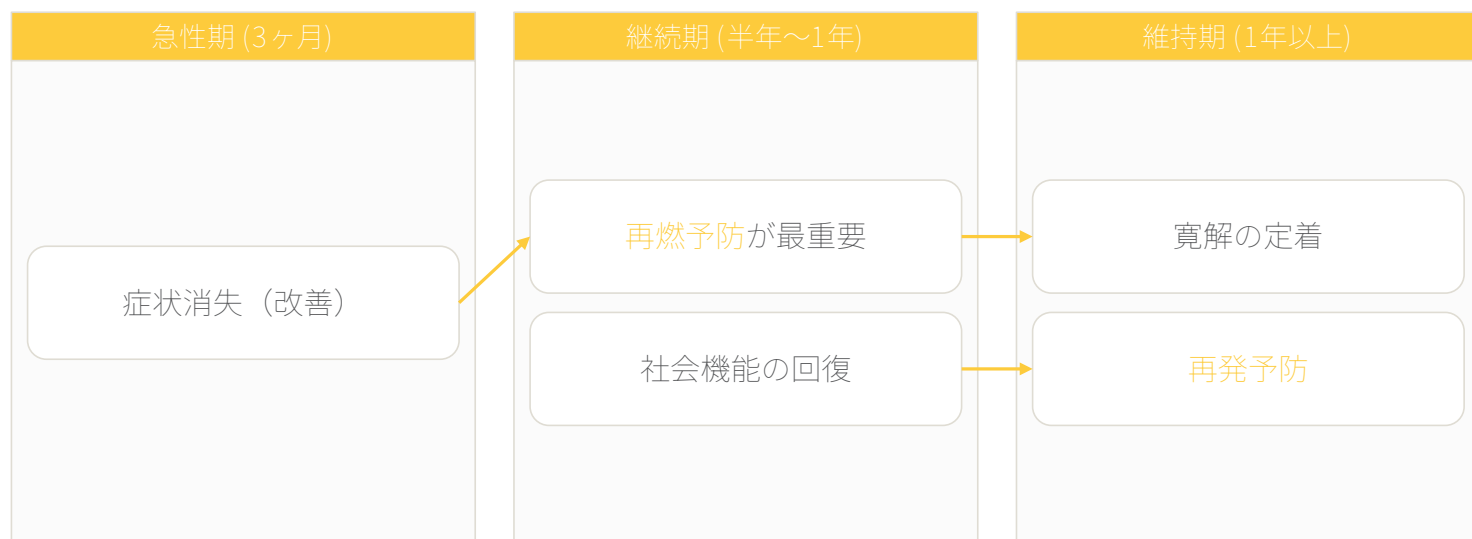 急性期 (3ヶ月)
症状消失（改善）
継続期 (半年～1年)
再燃予防が最重要
社会機能の回復
維持期 (1年以上)
寛解の定着
再発予防